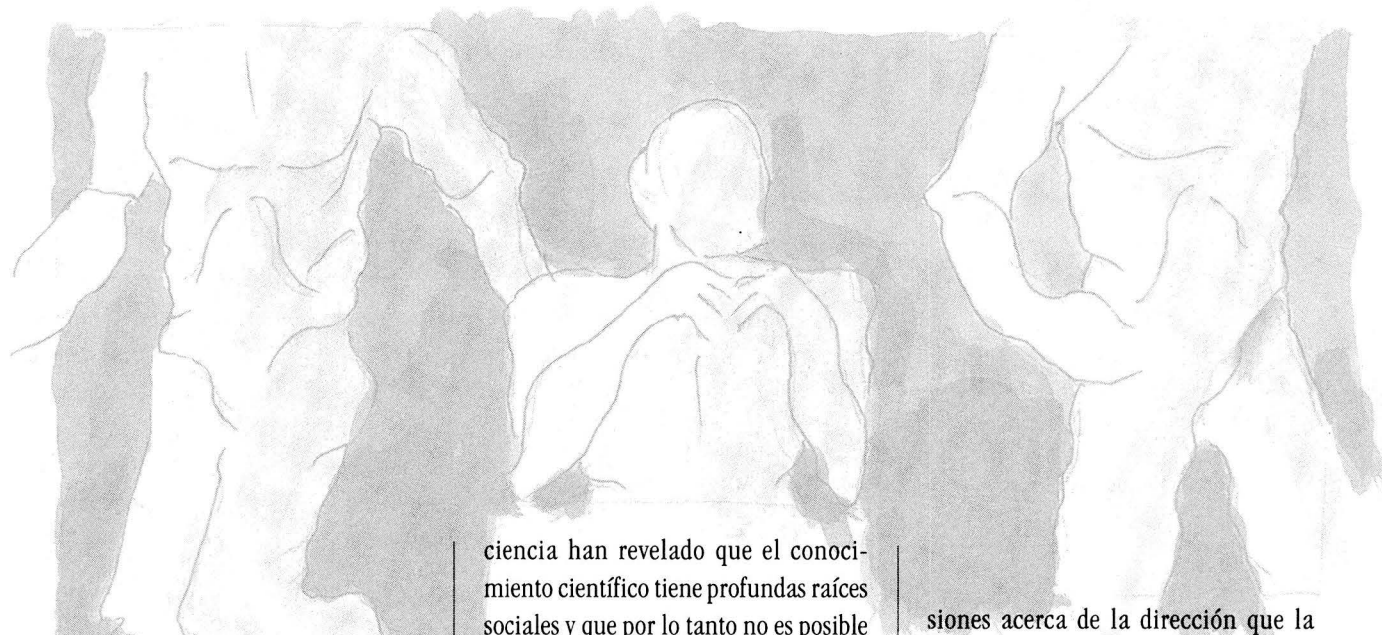 ciencia han revelado que el conoci-
miento científico tiene profundas raíces
sociales y que por lo tanto no es posible
siones acerca de la dirección que la